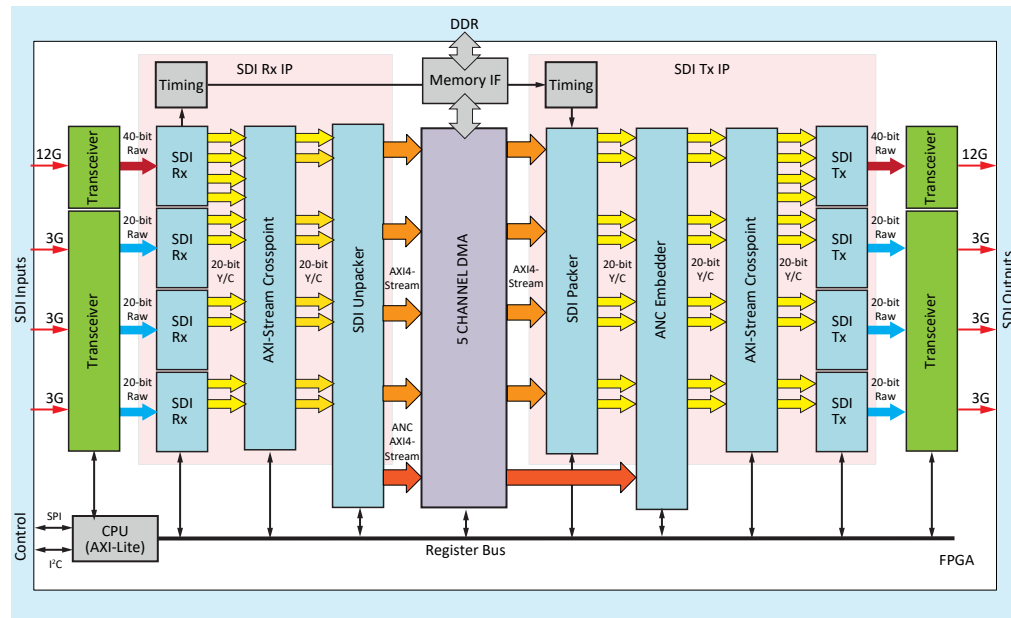 DDR
SDI Rx IP
SDI Tx IP
Timing
Memory IF
Timing
12G
Transceiver
40-bit
Raw
SDI
Rx
SDI
Tx
40-bit
Raw
Transceiver
12G
SDI Inputs
3G
3G
3G
Transceiver
20-bit
Raw
20-bit
Raw
20-bit
Raw
SDI
Rx
SDI
Rx
SDI
Rx
20-bit
Y/C
AXI-Stream Crosspoint
20-bit
Y/C
SDI Unpacker
AXI4-
Stream
ANC
AXI4-
Stream
5 CHANNEL DMA
AXI4-
Stream
SDI Packer
20-bit
Y/C
ANC Embedder
20-bit
Y/C
AXI-Stream Crosspoint
20-bit
Y/C
SDI
Tx
SDI
Tx
SDI
Tx
20-bit
Raw
20-bit
Raw
20-bit
Raw
Transceiver
3G
3G
3G
SDI Outputs
Control
SPI
I²C
CPU
(AXI-Lite)
Register Bus
FPGA